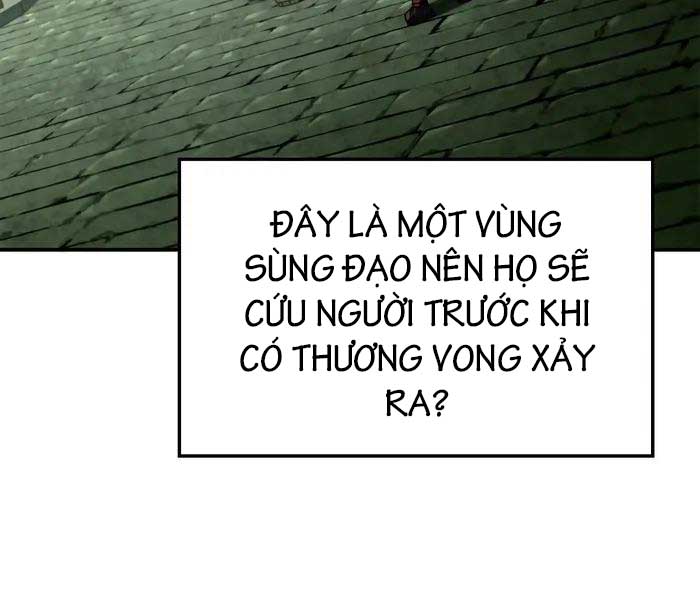 ĐÂY LÀ MỘT VÙNG
SÙNG ĐẠO NÊN HỌ SẼ
CỨU NGƯỜI TRƯỚC KHI
CÓ THƯƠNG VONG XẢY
RA?